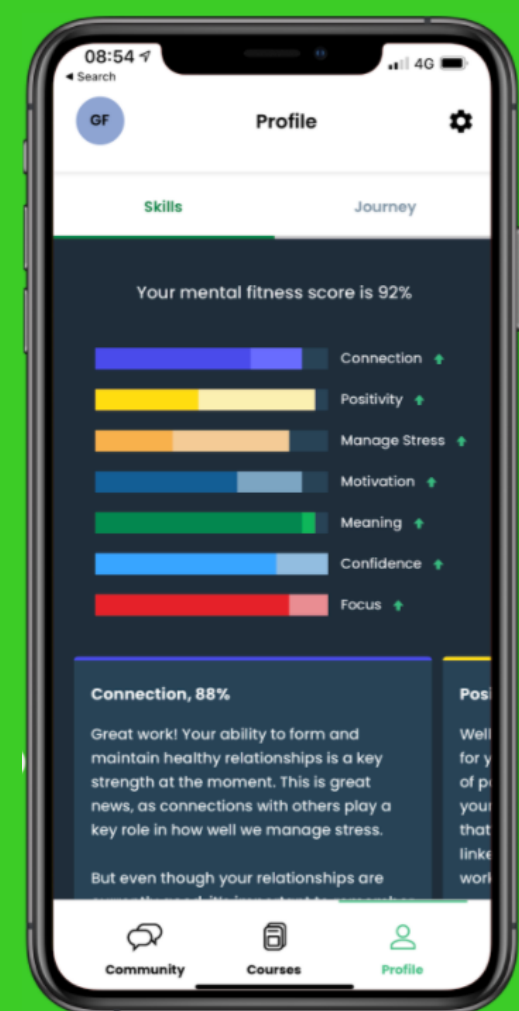 08:54
4G
◀ Search
GF
Profile
Skills
Journey
Your mental fitness score is 92%
Connection
Positivity
Manage Stress
Motivation
Meaning
Confidence
Focus
Connection, 88%
Great work! Your ability to form and
maintain healthy relationships is a key
strength at the moment. This is great
news, as connections with others play a
key role in how well we manage stress.
But even though your relationships are
Posi
Well
for y
of po
your
that
linke
work
Community
Courses
Profile